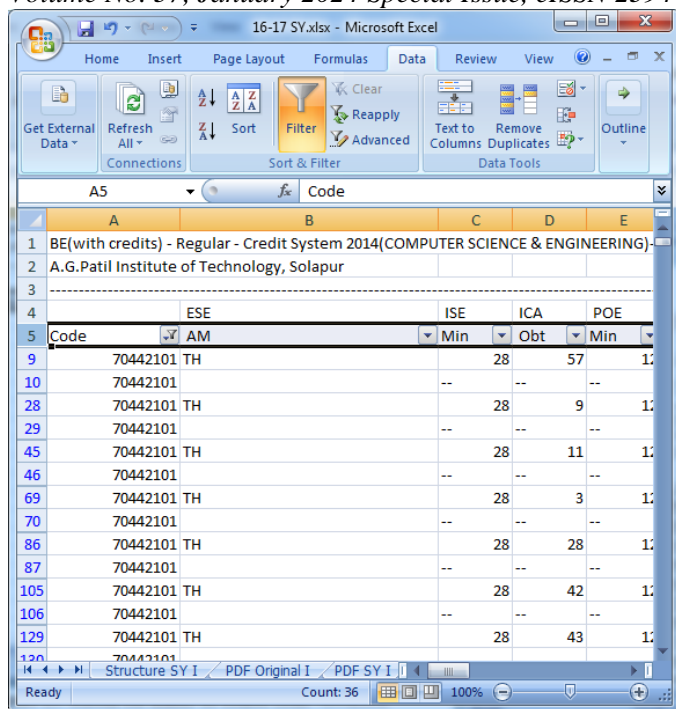 Volume No. 57, January 2024 Special Issue, eISSN 2394
16-17 SY.xlsx - Microsoft Excel
Home Insert Page Layout Formulas Data Review View
Get External Data Refresh All Sort Filter Clear Reapply Advanced Text to Columns Remove Duplicates Outline
Connections Sort & Filter Data Tools
A5 fx Code
A B C D E
1 BE(with credits) - Regular - Credit System 2014(COMPUTER SCIENCE & ENGINEERING)-
2 A.G.Patil Institute of Technology, Solapur
3 ----------------------------------------------------------------
4 ESE ISE ICA POE
5 Code AM Min Obt Min
9 70442101 TH 28 57 12
10 70442101 -- -- --
28 70442101 TH 28 9 12
29 70442101 -- -- --
45 70442101 TH 28 11 12
46 70442101 -- -- --
69 70442101 TH 28 3 12
70 70442101 -- -- --
86 70442101 TH 28 28 12
87 70442101 -- -- --
105 70442101 TH 28 42 12
106 70442101 -- -- --
129 70442101 TH 28 43 12
130 70442101
Structure SY I PDF Original I PDF SY I
Ready Count: 36 100%